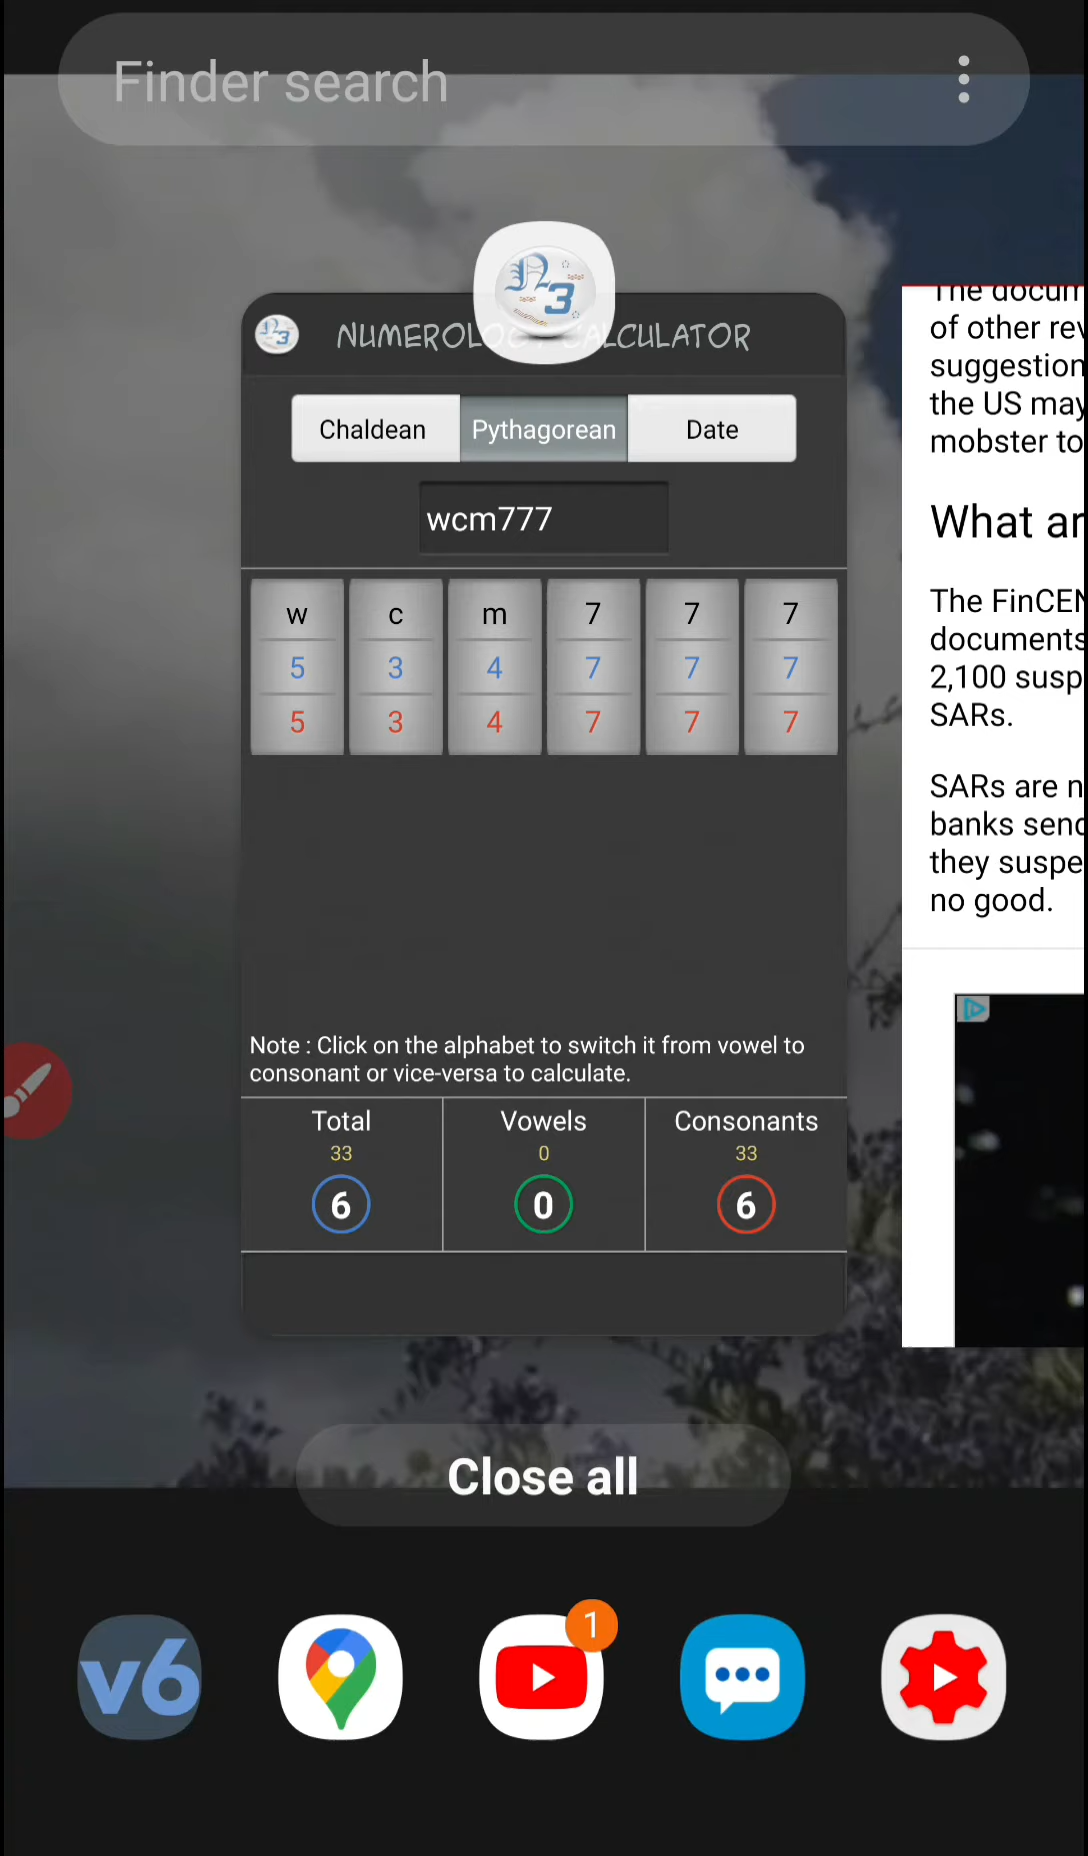 Finder search
NUMEROLOGY CALCULATOR
Chaldean Pythagorean Date
wcm777
w c m 7 7 7
5 3 4 7 7 7
5 3 4 7 7 7
Note : Click on the alphabet to switch it from vowel to
consonant or vice-versa to calculate.
Total Vowels Consonants
33 0 33
6 0 6
The docum
of other rev
suggestion
the US may
mobster to
What ar
The FinCEN
documents
2,100 susp
SARs.
SARs are n
banks send
they suspe
no good.
Close all
v6
1